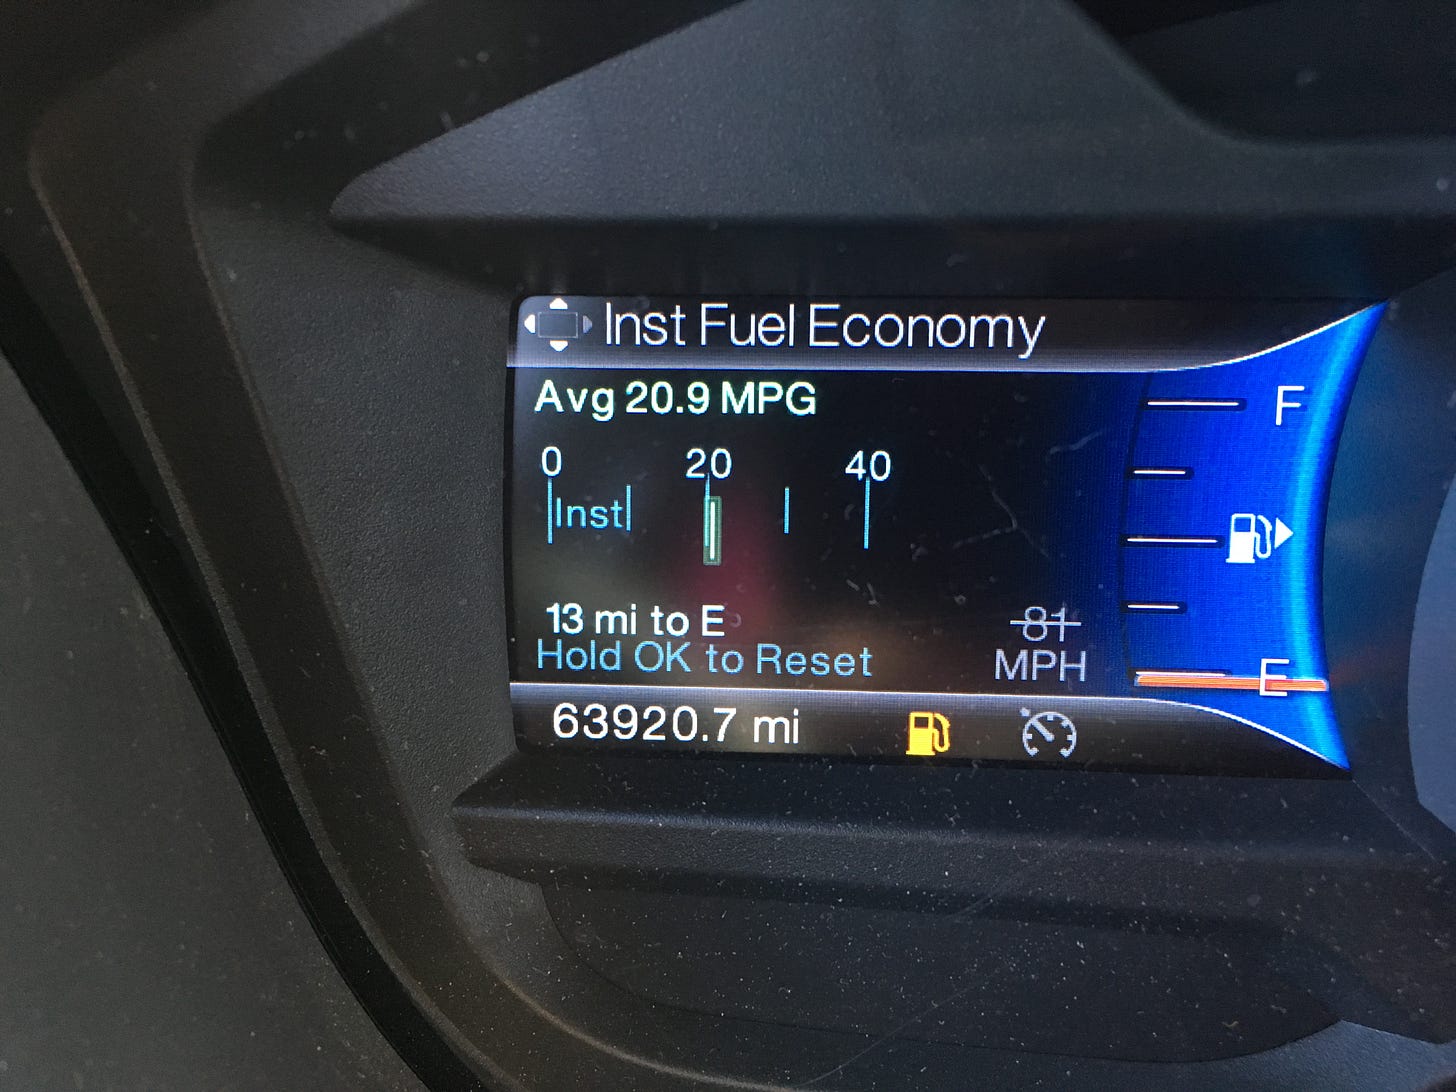 Inst Fuel Economy
Avg 20.9 MPG
F
0 20 40
Inst
13 mi to E
81
Hold OK to Reset
MPH
E
63920.7 mi